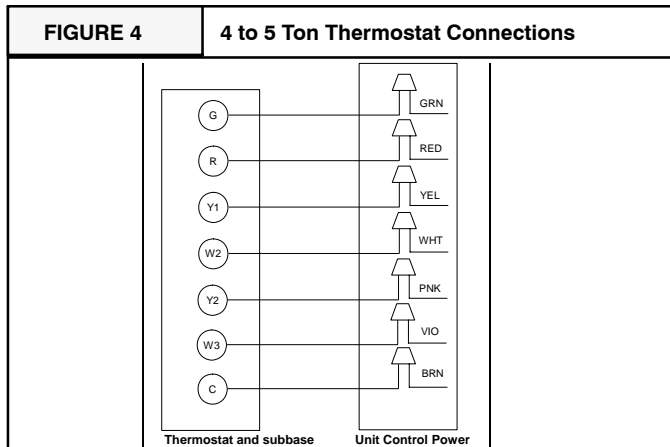 FIGURE 4 4 to 5 Ton Thermostat Connections
G GRN
R RED
Y1 YEL
W2 WHT
Y2 PNK
W3 VIO
C BRN
Thermostat and subbase Unit Control Power